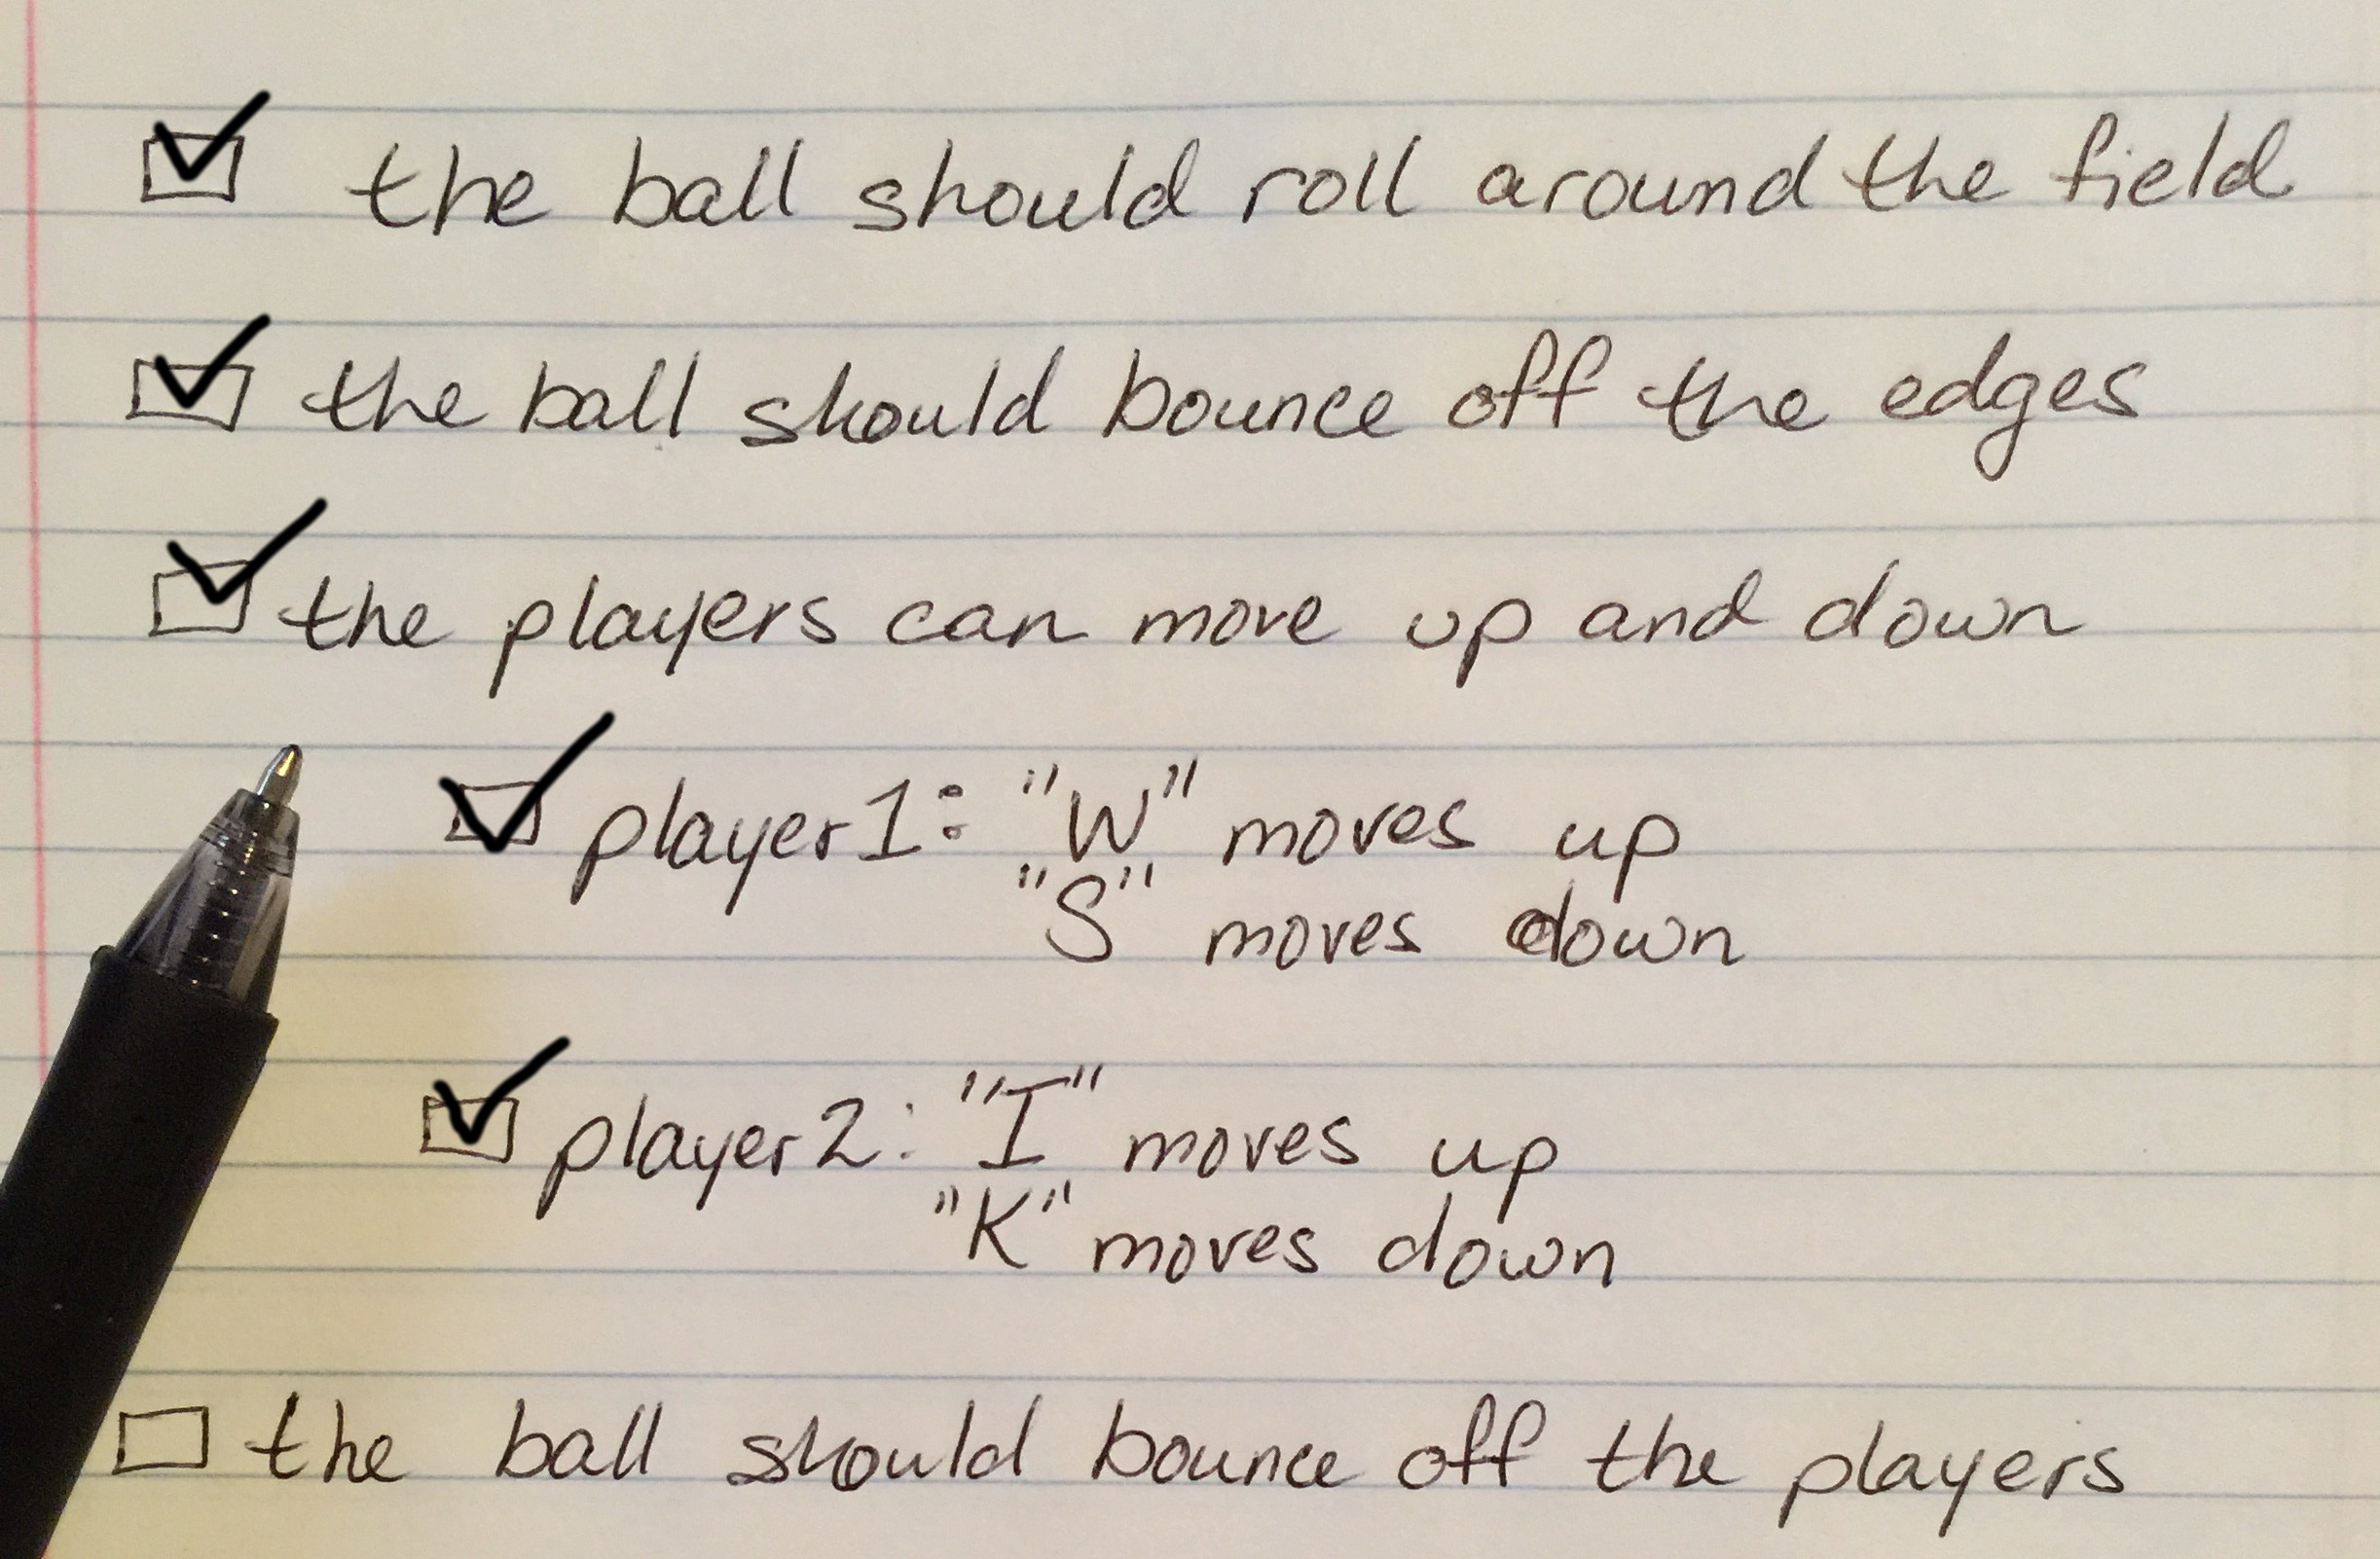 the ball should roll around the field
the ball should bounce off the edges
the players can move up and down
player1: "W" moves up
"S" moves down
player2: "I" moves up
"K" moves down
the ball should bounce off the players